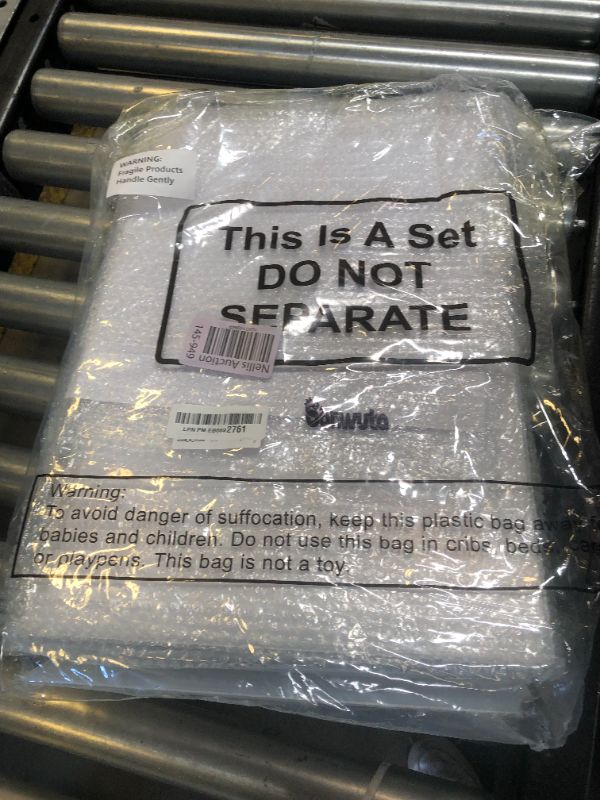 WARNING:
Fragile Products
Handle Gently
This Is A Set
DO NOT
SEPARATE
Nellis Auction
145-949
2761
Warning:
To avoid danger of suffocation, keep this plastic bag away
babies and children. Do not use this bag in cribs, beds,
or playpens. This bag is not a toy.